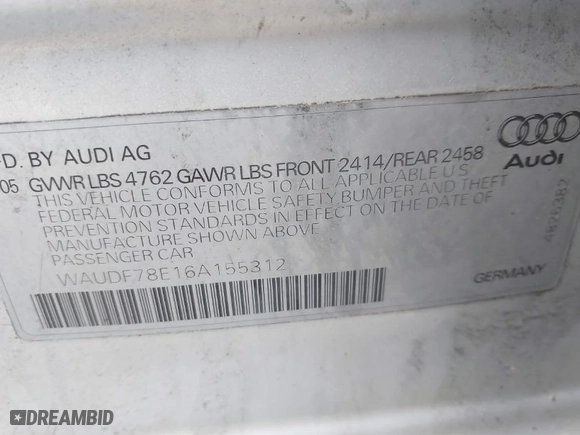 D. BY AUDI AG
05 GVWR LBS 4762 GAWR LBS FRONT 2414/REAR 2458
THIS VEHICLE CONFORMS TO ALL APPLICABLE U.S
FEDERAL MOTOR VEHICLE SAFETY, BUMPER AND THEFT
PREVENTION STANDARDS IN EFFECT ON THE DATE OF
MANUFACTURE SHOWN ABOVE.
PASSENGER CAR
WAUDF78E16A155312
Audi
4826382
GERMANY
DREAMBID